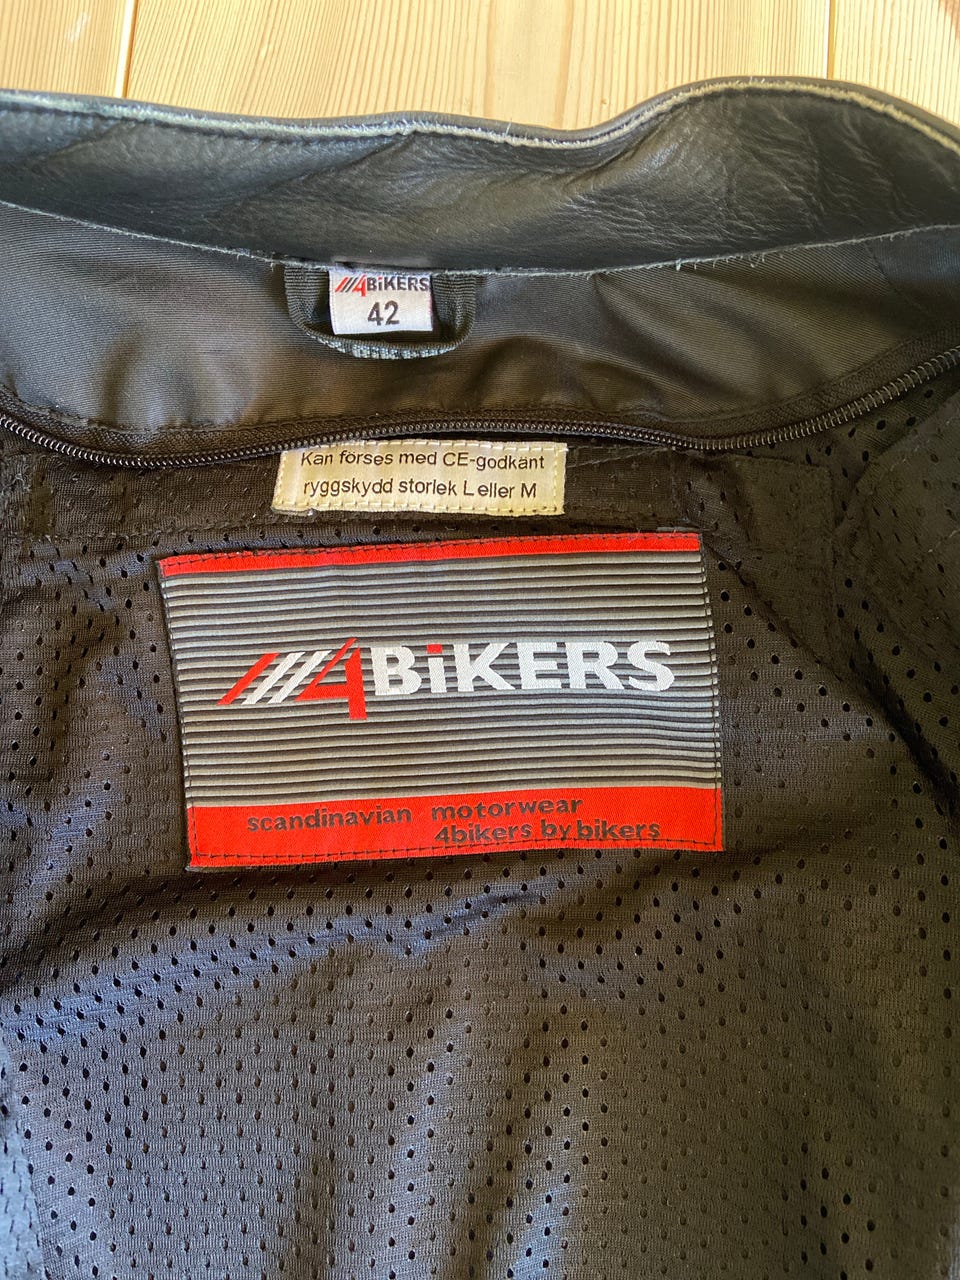 4BiKERS
42
Kan förses med CE-godkänt
ryggskydd storlek L eller M
4BiKERS
scandinavian motorwear
4bikers by bikers